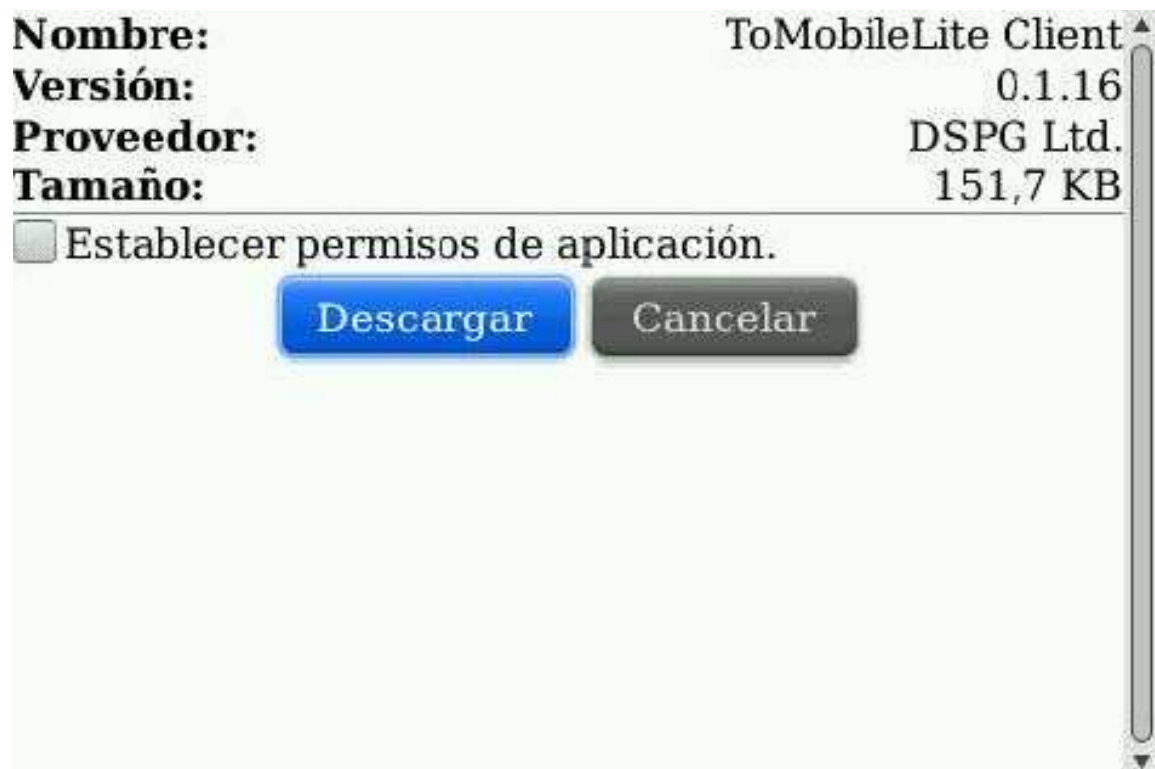 Nombre: ToMobileLite Client
Versión: 0.1.16
Proveedor: DSPG Ltd.
Tamaño: 151,7 KB
Establecer permisos de aplicación.
Descargar Cancelar